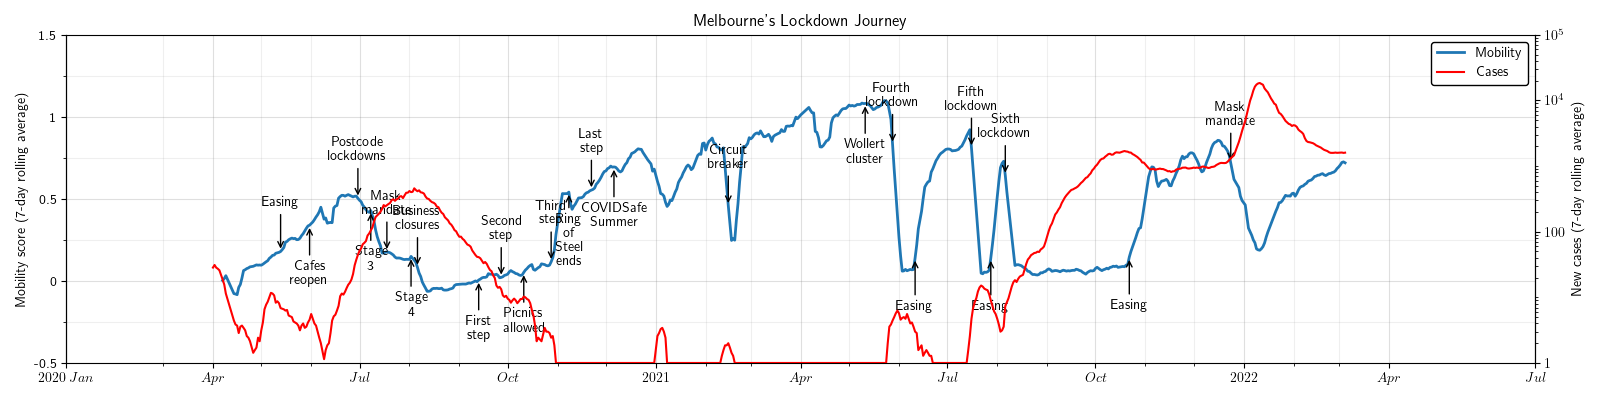 Melbourne's Lockdown Journey
Mobility score (7-day rolling average)
New cases (7-day rolling average)
1.5
1
0.5
0
-0.5
10^5
10^4
100
1
2020 Jan
Apr
Jul
Oct
2021
Apr
Jul
Oct
2022
Apr
Jul
Mobility
Cases
Easing
Cafes
reopen
Postcode
lockdowns
Stage
3
Mask
mandate
Stage
4
Business
closures
First
step
Second
step
Picnics
allowed
Third
step
Ring
of
Steel
ends
Last
step
COVIDSafe
Summer
Circuit
breaker
Wollert
cluster
Fourth
lockdown
Easing
Fifth
lockdown
Easing
Sixth
lockdown
Easing
Mask
mandate